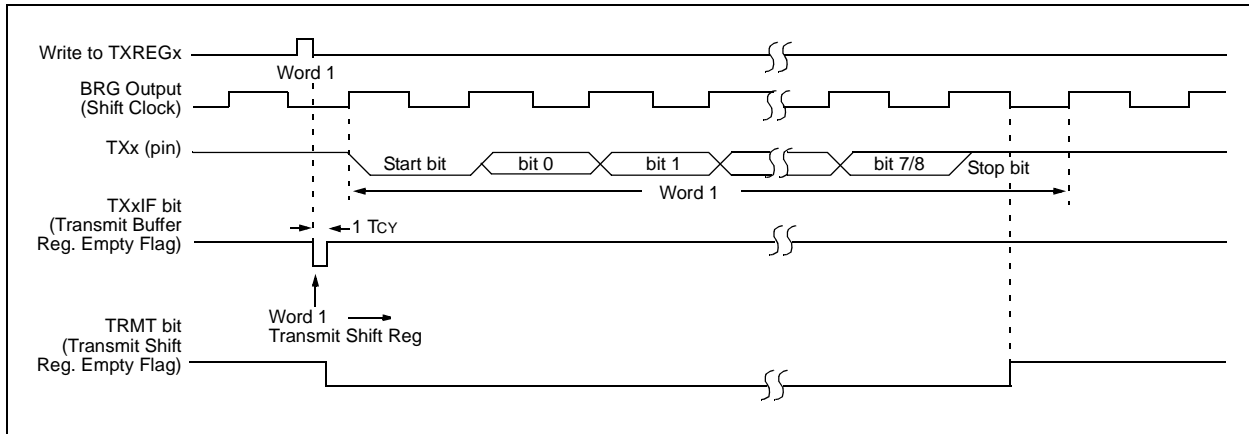 Write to TXREGx
Word 1
BRG Output
(Shift Clock)
TXx (pin)
Start bit
bit 0
bit 1
bit 7/8
Stop bit
Word 1
TXxIF bit
(Transmit Buffer
Reg. Empty Flag)
1 TCY
Word 1
Transmit Shift Reg
TRMT bit
(Transmit Shift
Reg. Empty Flag)